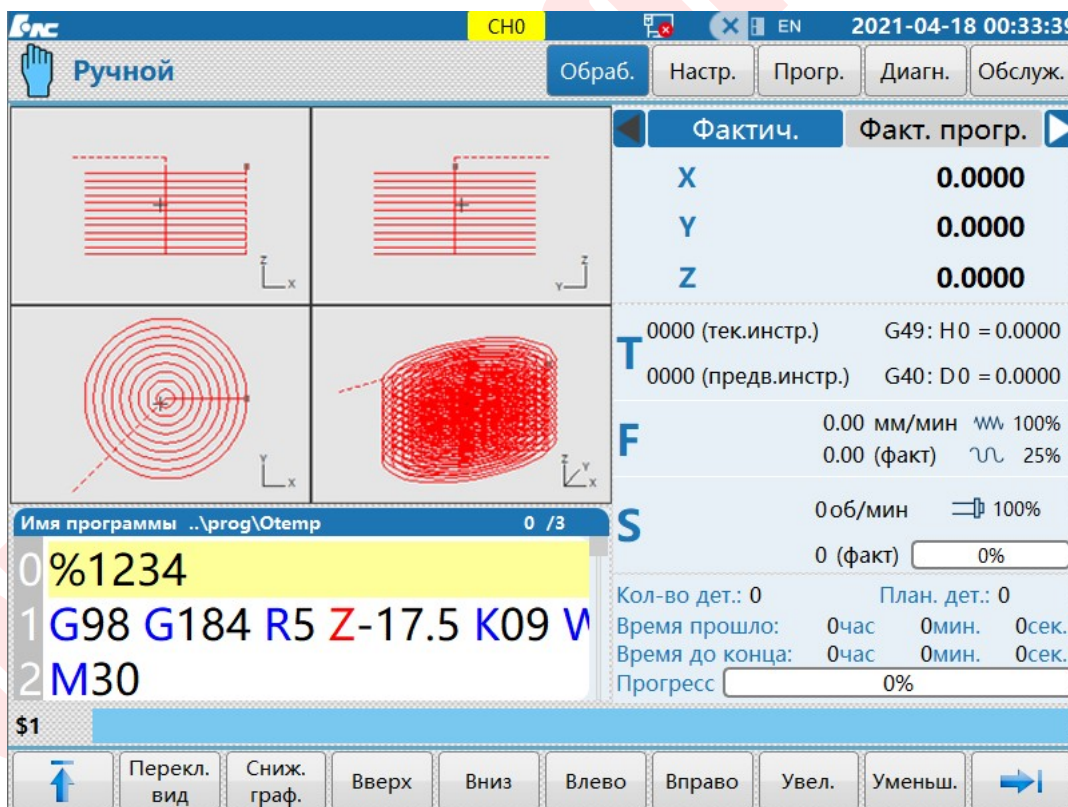 HNC CH0 EN 2021-04-18 00:33:39
Ручной Обраб. Настр. Прогр. Диагн. Обслуж.
Z X
Z Y
Y X
Z Y X
Имя программы ..\prog\Otemp 0 /3
0 %1234
1 G98 G184 R5 Z-17.5 K09 W
2 M30
Фактич. Факт. прогр.
X 0.0000
Y 0.0000
Z 0.0000
T 0000 (тек.инстр.) G49: H0 =0.0000
0000 (предв.инстр.) G40: D0 =0.0000
F 0.00 мм/мин 100%
0.00 (факт) 25%
S 0 об/мин 100%
0 (факт) 0%
Кол-во дет.: 0 План. дет.: 0
Время прошло: 0час 0мин. 0сек.
Время до конца: 0час 0мин. 0сек.
Прогресс 0%
$1
Перекл. вид Сниж. граф. Вверх Вниз Влево Вправо Увел. Уменьш.